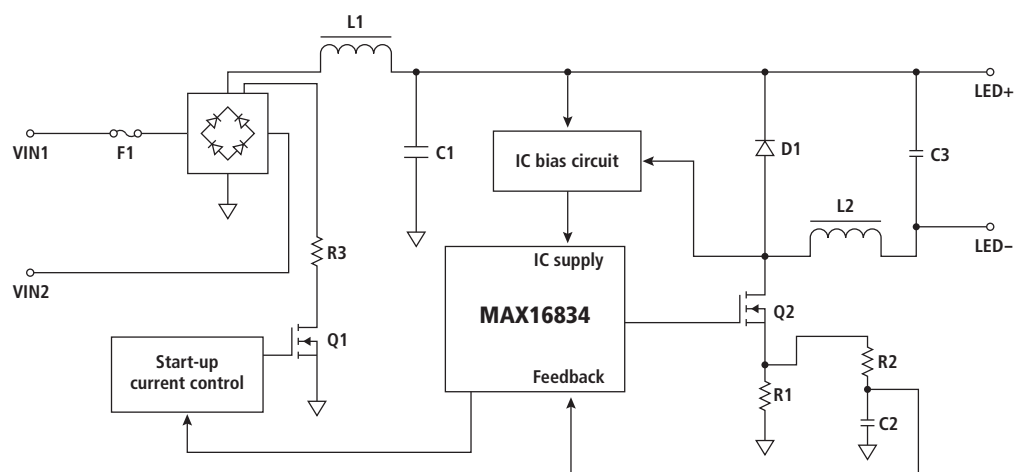 L1
LED+
VIN1
F1
C1
IC bias circuit
D1
C3
L2
LED–
R3
VIN2
IC supply
MAX16834
Q2
Q1
Start-up
current control
Feedback
R2
R1
C2